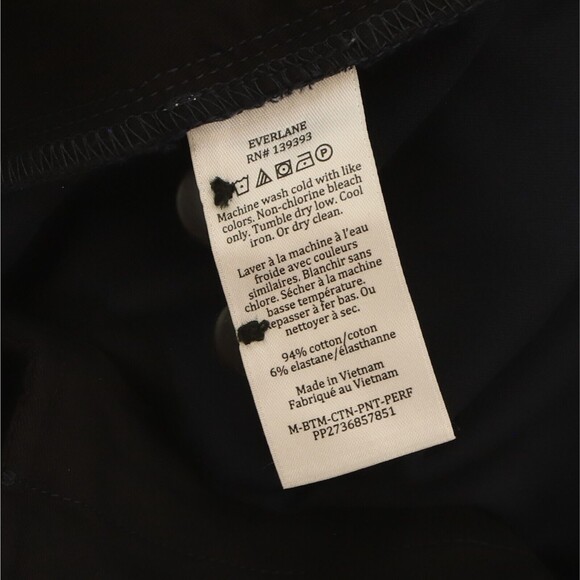 EVERLANE
RN# 139393
P
Machine wash cold with like
colors. Non-chlorine bleach
only. Tumble dry low. Cool
iron. Or dry clean.
Laver à la machine à l'eau
froide avec couleurs
similaires. Blanchir sans
chlore. Sécher à la machine
basse température.
Repasser à fer bas. Ou
nettoyer à sec.
94% cotton/coton
6% elastane/élasthanne
Made in Vietnam
Fabriqué au Vietnam
M-BTM-CTN-PNT-PERF
PP2736857851